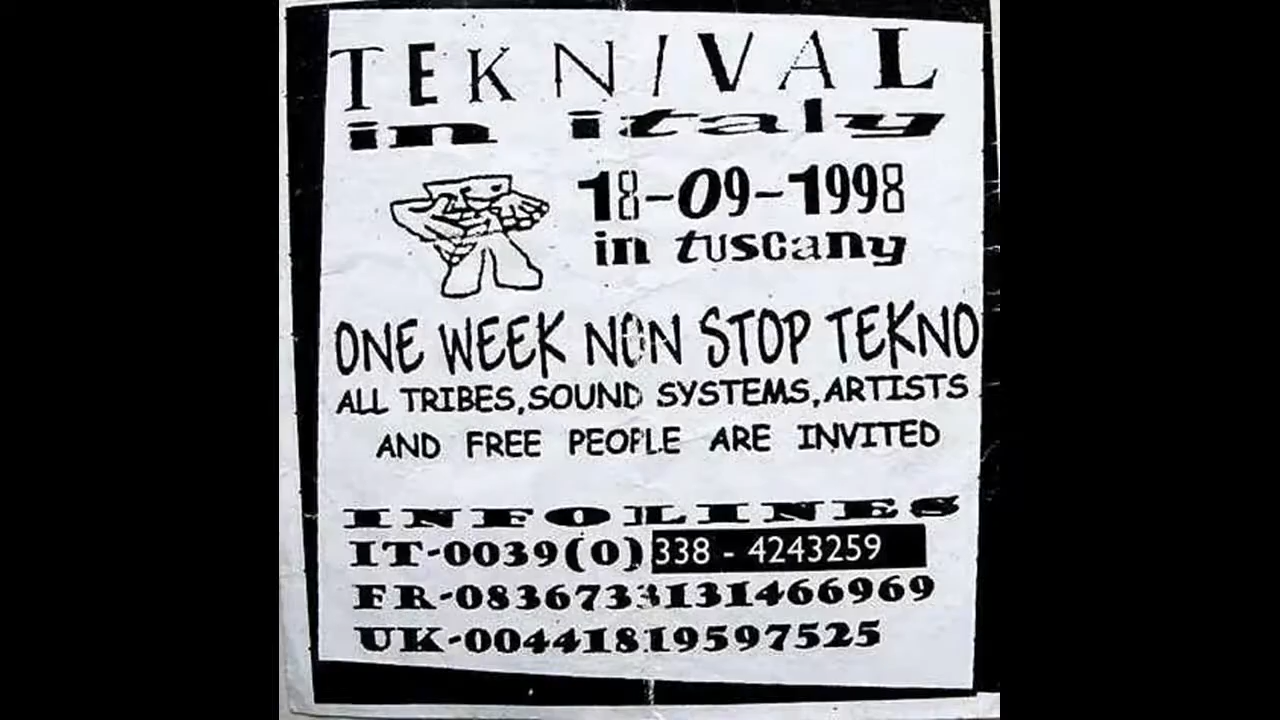 TEKNIVAL
in italy
18-09-1998
in tuscany
ONE WEEK NON STOP TEKNO
ALL TRIBES,SOUND SYSTEMS,ARTISTS
AND FREE PEOPLE ARE INVITED
INFOLINES
IT-0039(0)338 - 4243259
FR-0836733131466969
UK-00441819597525